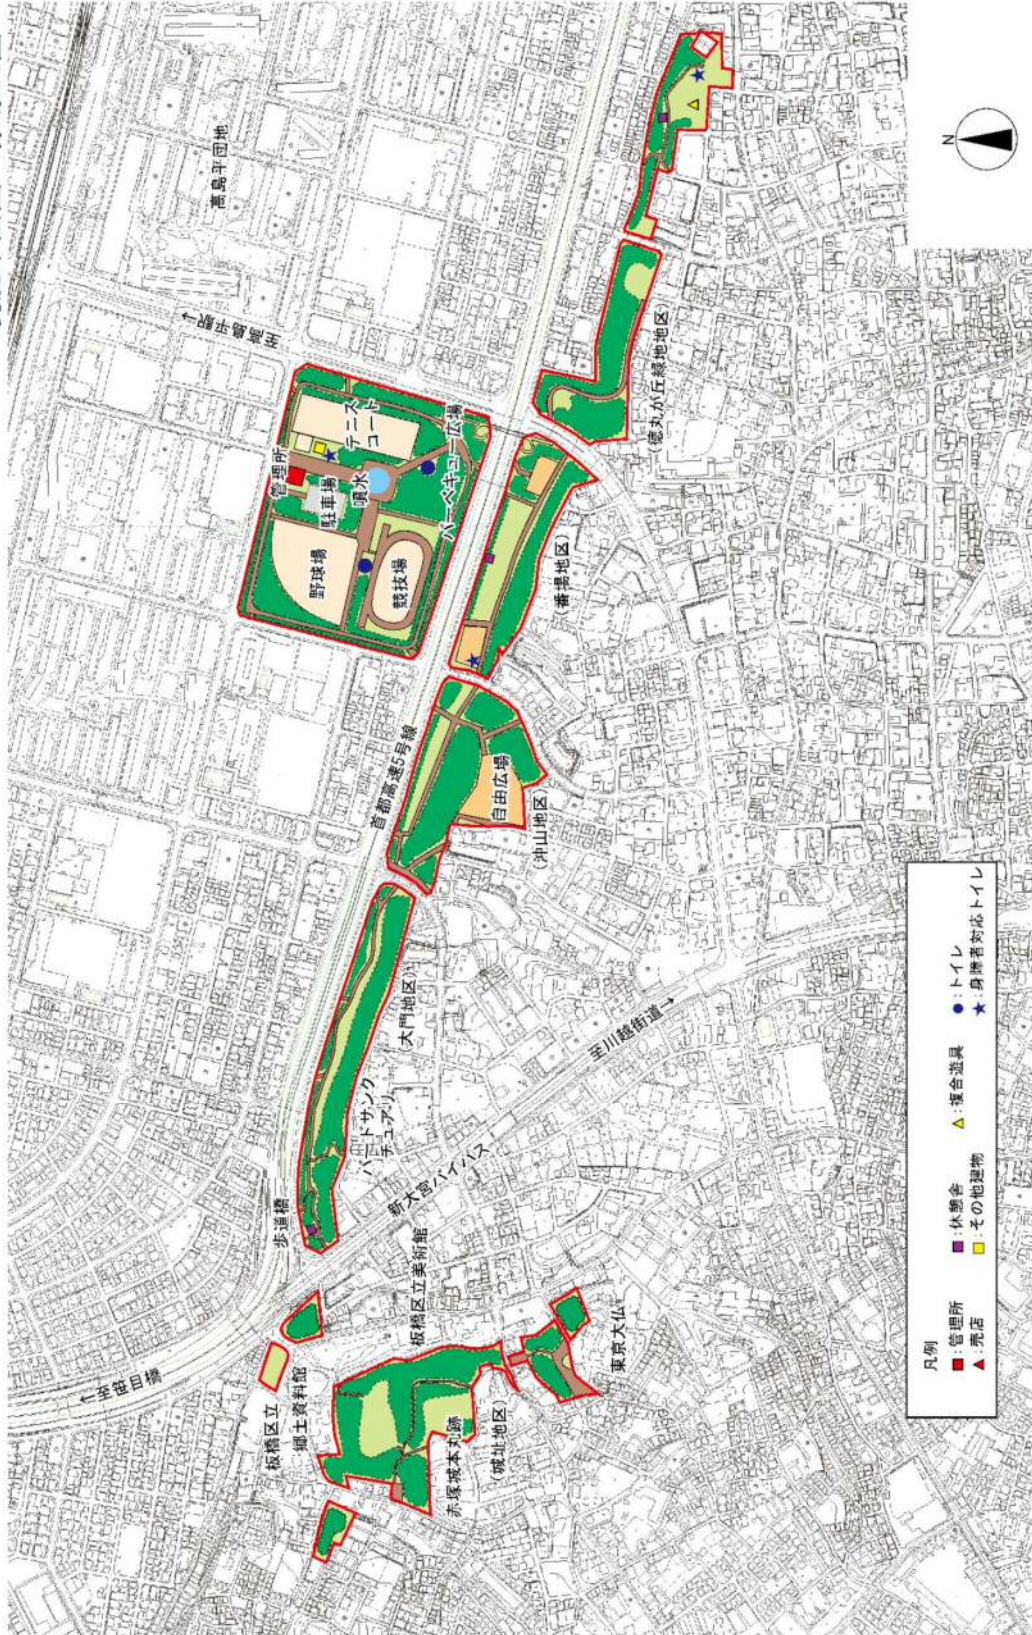 高島平団地
至高島平駅→
管理所
テニス
コート
駐車場
噴水
野球場
競技場
バーベキュー広場
首都高速5号線
(徳丸が丘緑地地区)
(番場地区)
自由広場
(沖山地区)
(大門地区)
バードサンク
チュアリ
歩道橋
新大宮バイパス
至川越街道→
←至笹目橋
板橋区立
郷土資料館
板橋区立美術館
赤塚城本丸跡
(城址地区)
東京大仏
N
凡例
■:管理所 ■:休憩舎 △:複合遊具 ●:トイレ
▲:売店 ■:その他建物 ★:身障者対応トイレ